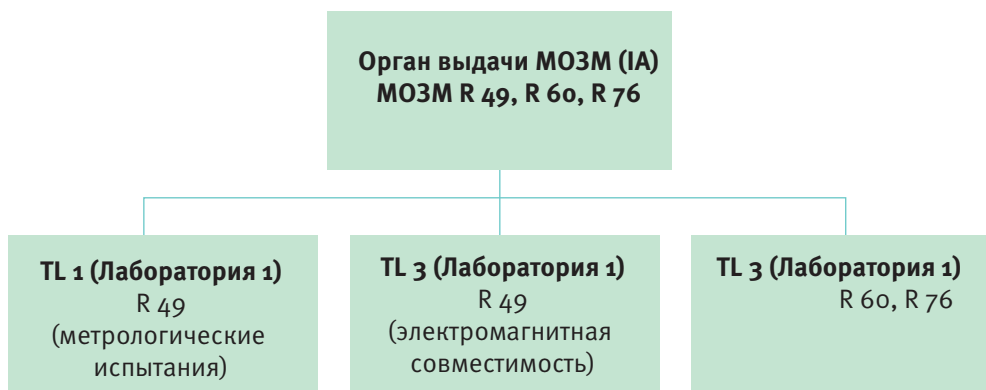 Орган выдачи МОЗМ (IA)
МОЗМ R 49, R 60, R 76
TL 1 (Лаборатория 1)
R 49
(метрологические
испытания)
TL 3 (Лаборатория 1)
R 49
(электромагнитная
совместимость)
TL 3 (Лаборатория 1)
R 60, R 76